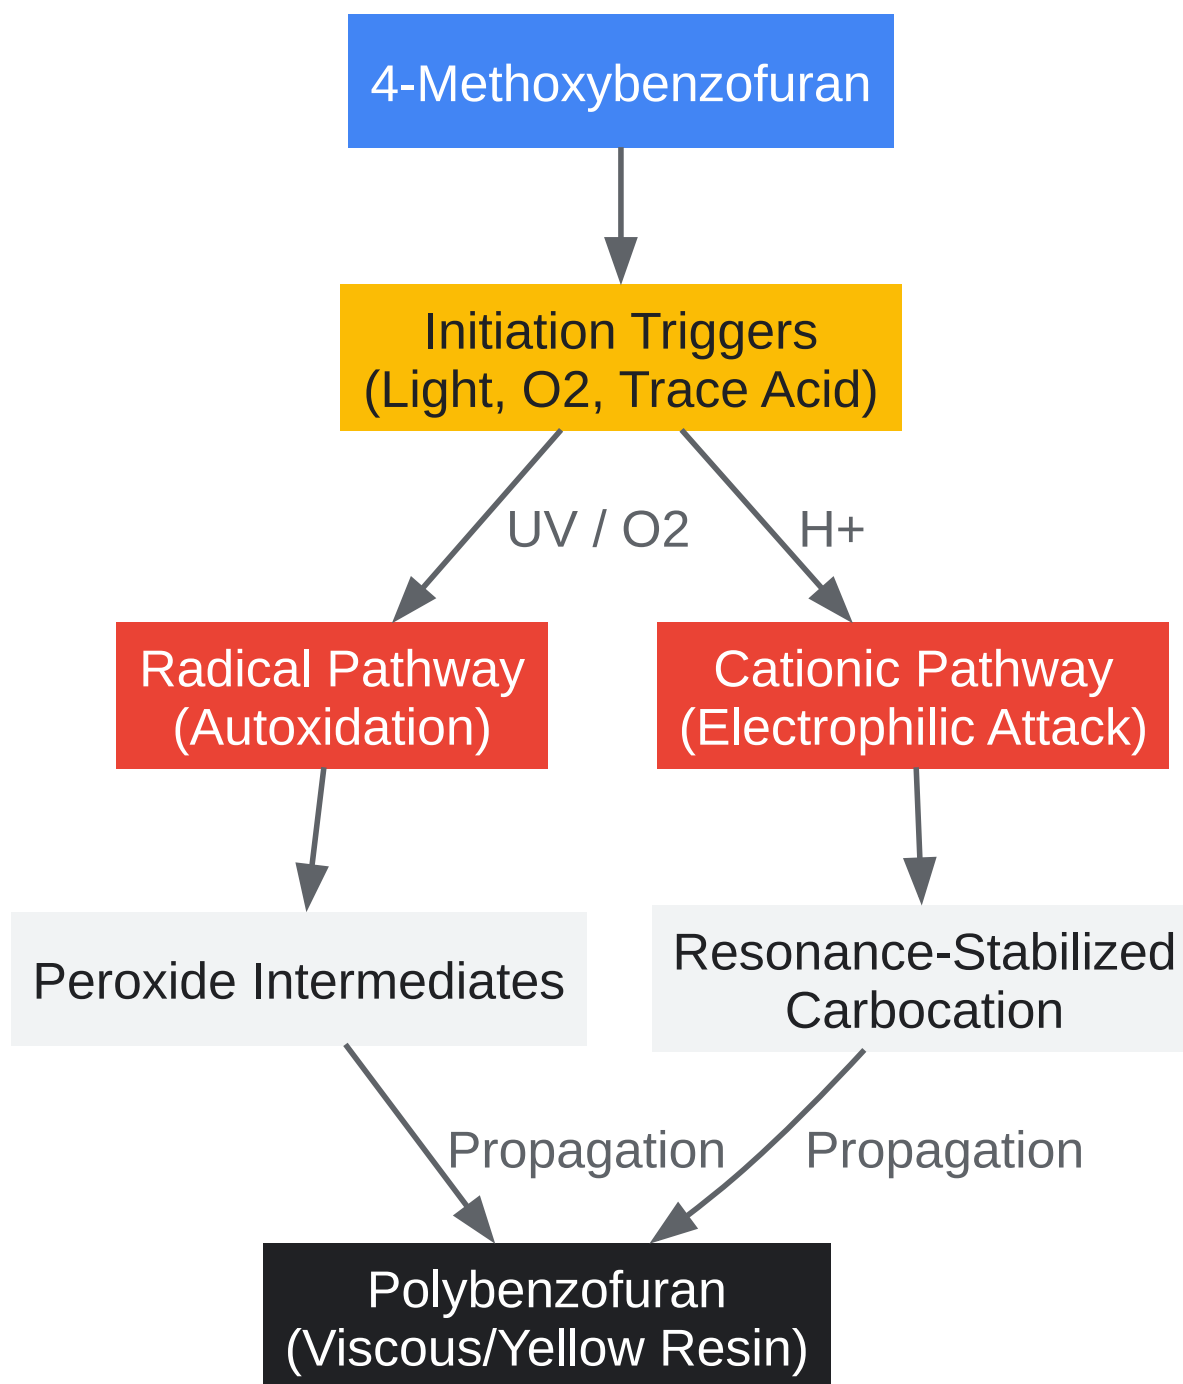 4-Methoxybenzofuran
Initiation Triggers
(Light, O2, Trace Acid)
UV / O2
H+
Radical Pathway
(Autoxidation)
Cationic Pathway
(Electrophilic Attack)
Peroxide Intermediates
Resonance-Stabilized
Carbocation
Propagation
Propagation
Polybenzofuran
(Viscous/Yellow Resin)